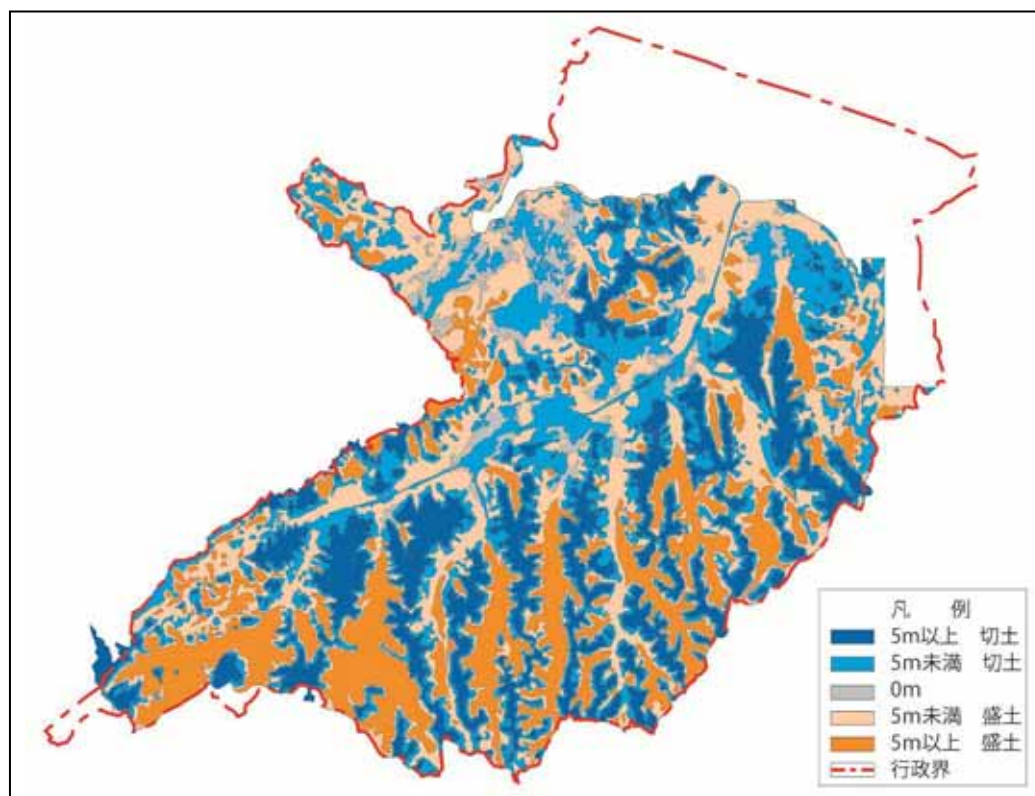 凡　例
5m以上　切土
5m未満　切土
0m
5m未満　盛土
5m以上　盛土
行政界